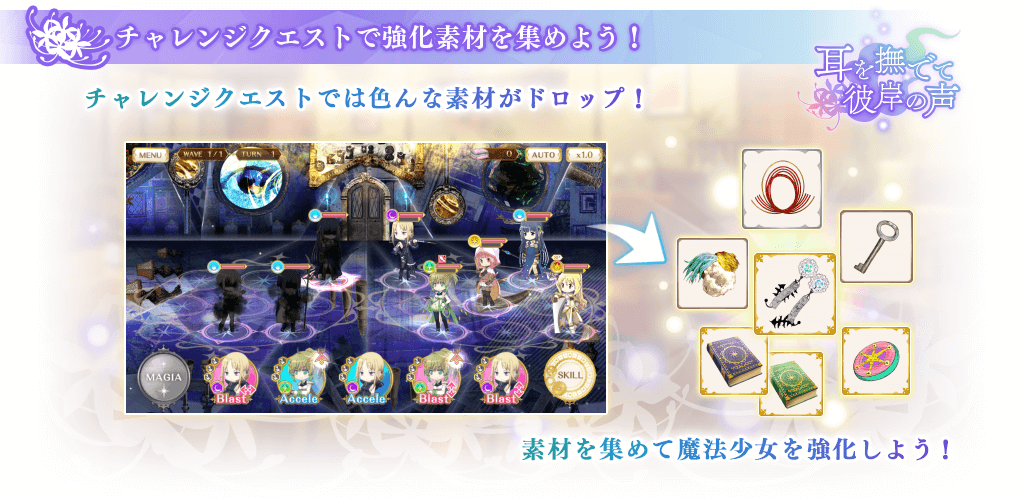 チャレンジクエストで強化素材を集めよう！
耳を撫でて
彼岸の声
チャレンジクエストでは色んな素材がドロップ！
MENU
WAVE 1/1
TURN 1
0
AUTO
x1.0
MAGIA
Blast
Accele
Accele
Blast
Blast
SKILL
素材を集めて魔法少女を強化しよう！